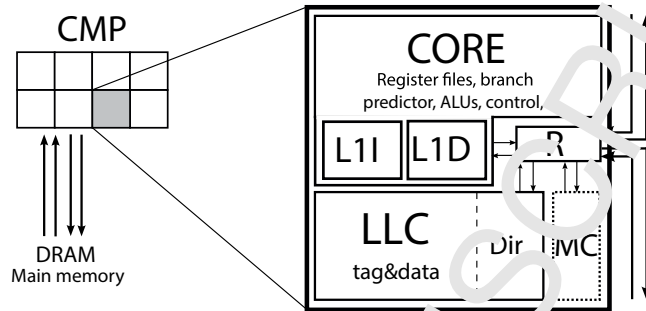 CMP
CORE
Register files, branch
predictor, ALUs, control,
L1I
L1D
R
LLC
Dir
MC
tag&data
DRAM
Main memory